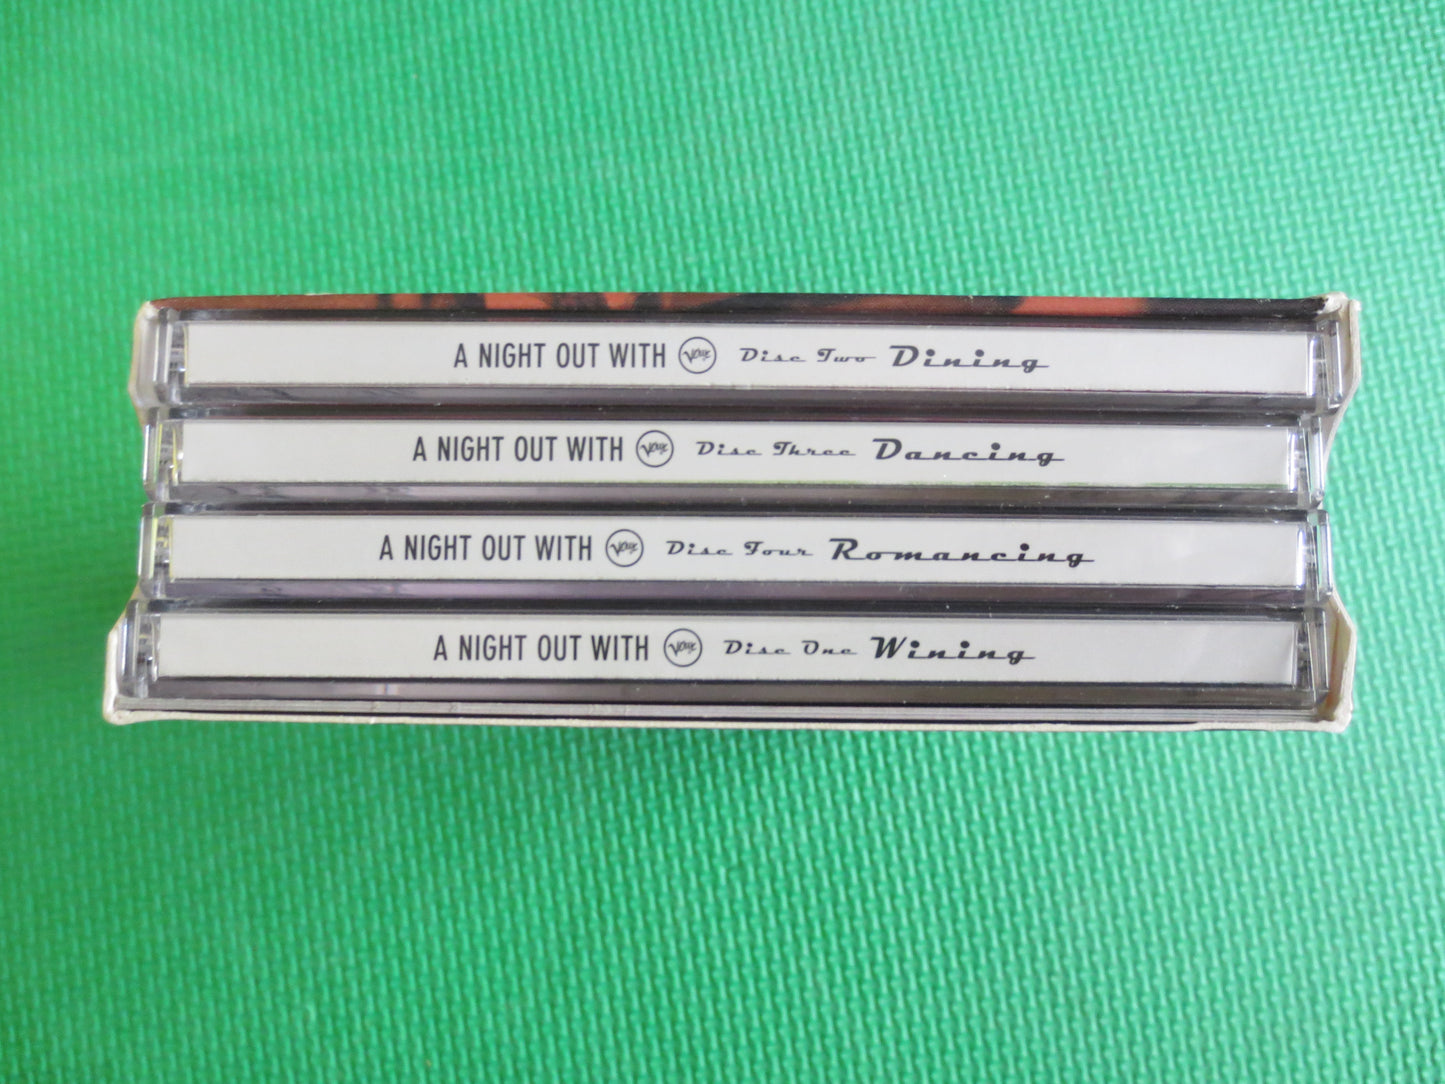 A NIGHT OUT WITH VERVE Disc Two Dining
A NIGHT OUT WITH VERVE Disc Three Dancing
A NIGHT OUT WITH VERVE Disc Four Romancing
A NIGHT OUT WITH VERVE Disc One Wining